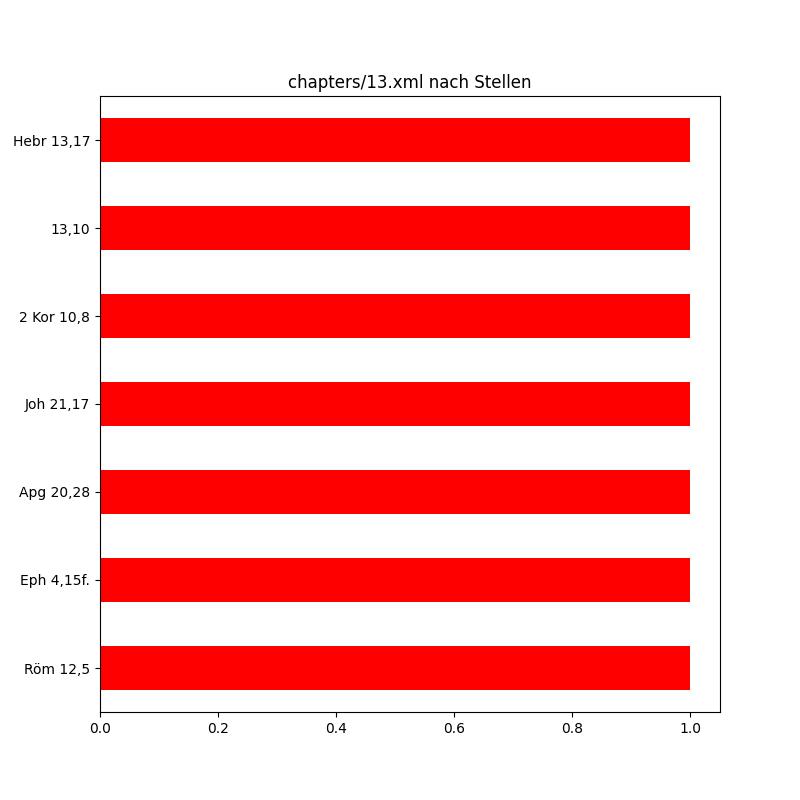 chapters/13.xml nach Stellen
Hebr 13,17
13,10
2 Kor 10,8
Joh 21,17
Apg 20,28
Eph 4,15f.
Röm 12,5
0.0 0.2 0.4 0.6 0.8 1.0